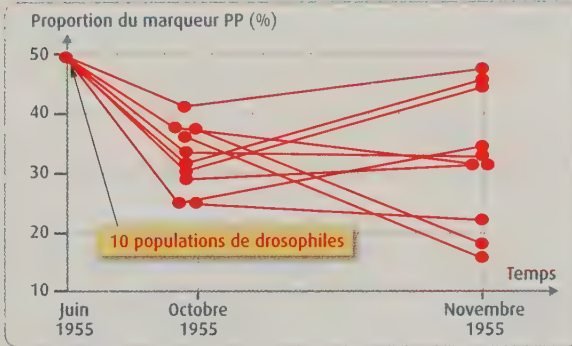 Proportion du marqueur PP (%)
50
40
30
20
10
10 populations de drosophiles
Temps
Juin
1955
Octobre
1955
Novembre
1955